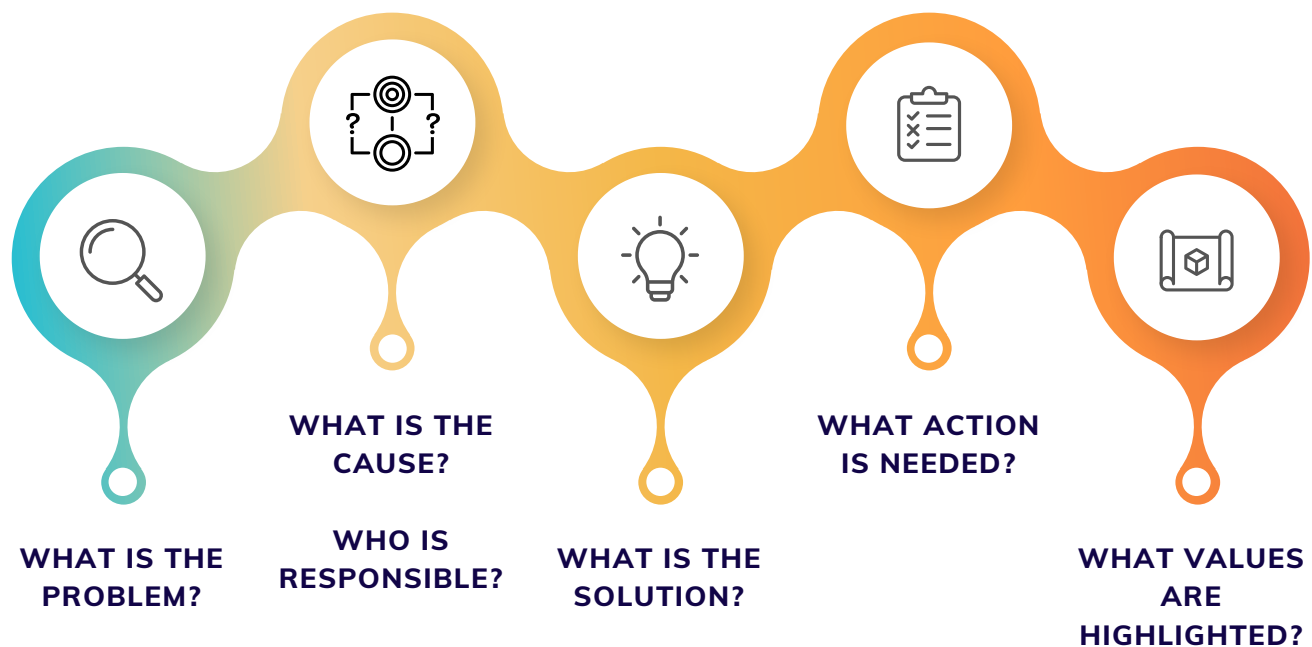 WHAT IS THE
PROBLEM?
WHAT IS THE
CAUSE?
WHO IS
RESPONSIBLE?
WHAT IS THE
SOLUTION?
WHAT ACTION
IS NEEDED?
WHAT VALUES
ARE
HIGHLIGHTED?